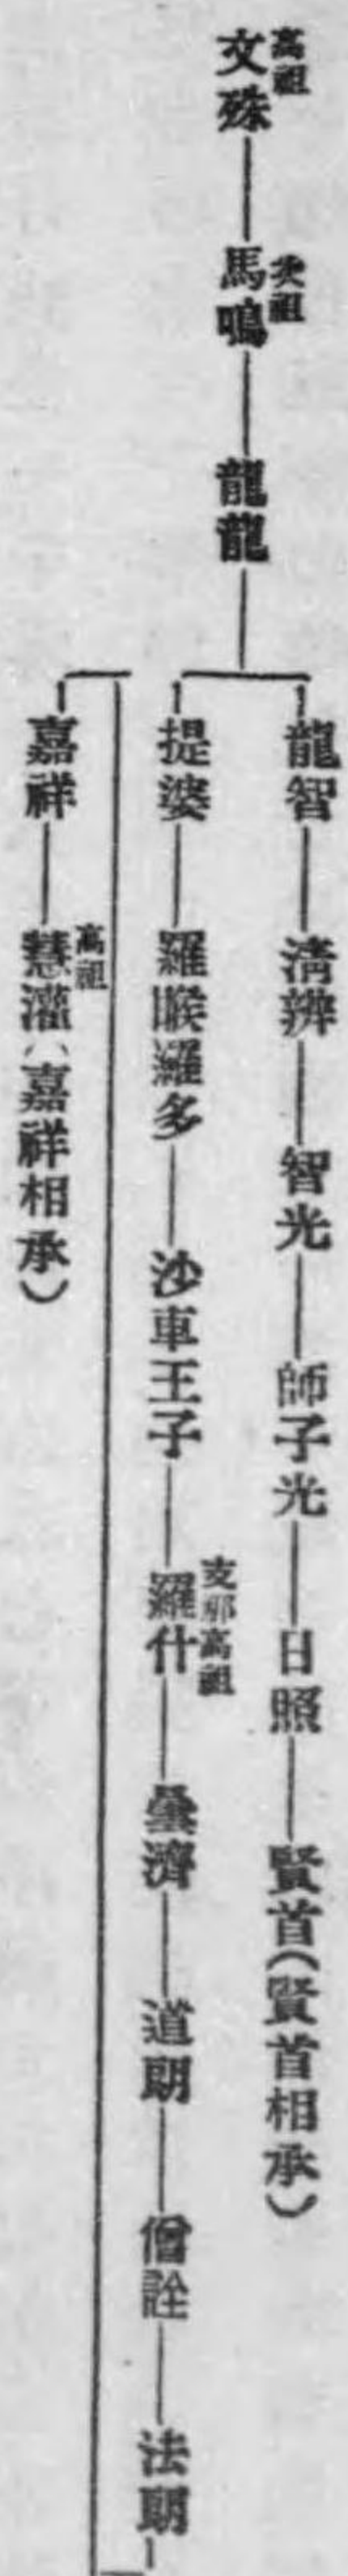 高祖
文殊——馬鳴——龍龍
次祖
龍智——清辨——智光——師子光——日照——賢首(賢首相承)
提婆——羅睺羅多——沙車王子——羅什——曇濟——道朗——僧詮——法朗
支那高祖
嘉祥——慧灌(嘉祥相承)
高祖